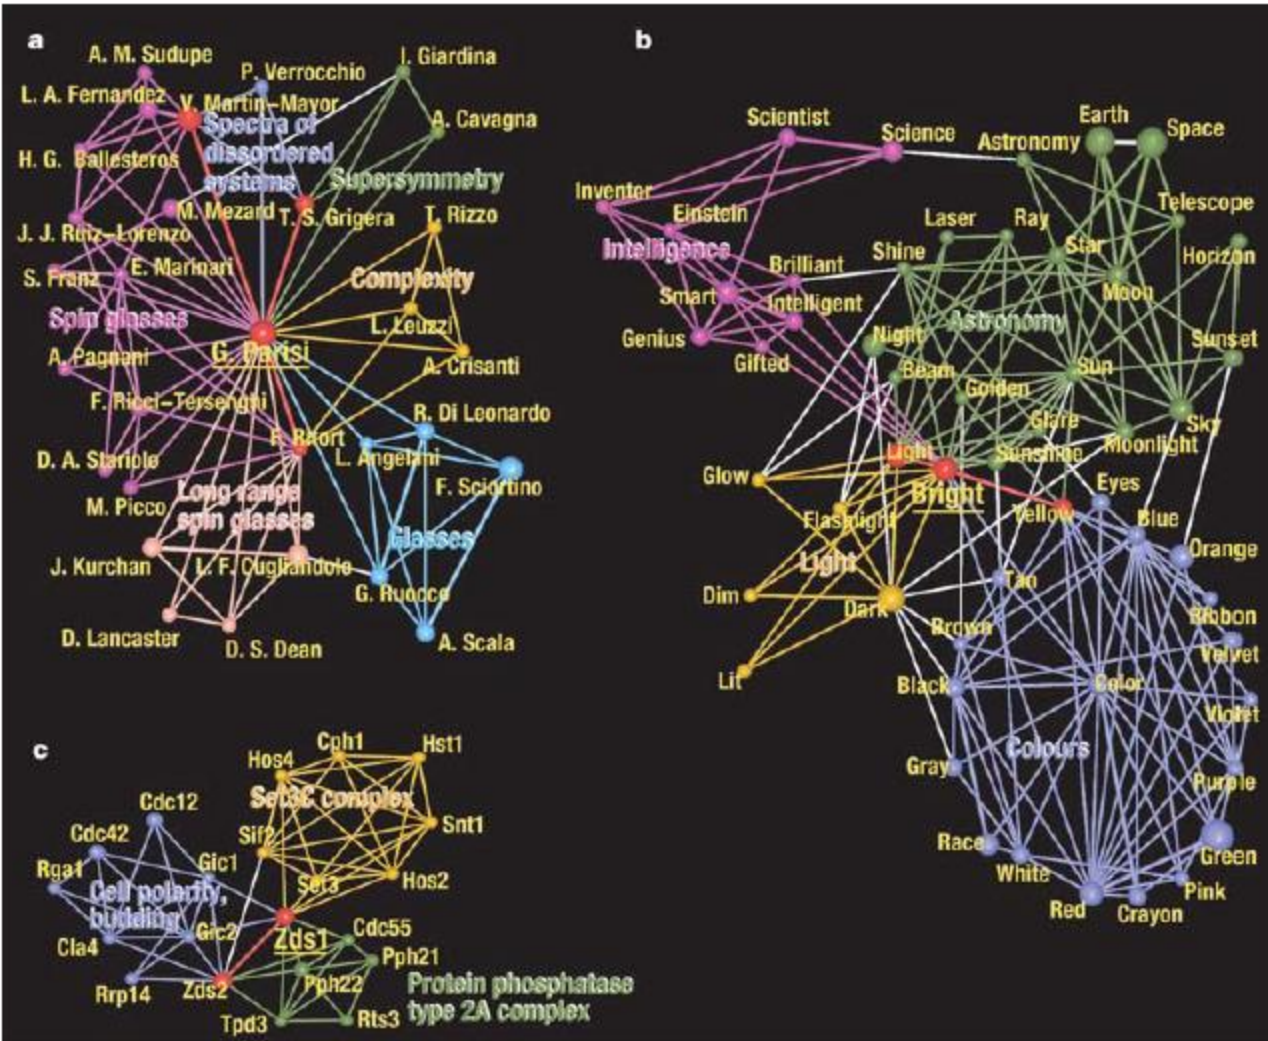 a
A. M. Sudupe
P. Verrocchio
I. Giardina
L. A. Fernandez
V. Martin-Mayor
A. Cavagna
Spectra of
dissordered
systems
H. G. Ballesteros
Supersymmetry
M. Mezard
T. S. Grigera
T. Rizzo
J. J. Ruiz-Lorenzo
S. Franz
E. Marinari
Complexity
Spin glasses
L. Leuzzi
G. Parisi
A. Pagnani
A. Crisanti
F. Ricci-Tersenghi
R. Di Leonardo
F. Ritort
L. Angelani
D. A. Stariolo
F. Sciortino
M. Picco
Long range
spin glasses
Glasses
J. Kurchan
L. F. Cugliandolo
G. Ruocco
D. Lancaster
D. S. Dean
A. Scala
b
Scientist
Science
Astronomy
Earth
Space
Inventor
Einstein
Telescope
Laser
Ray
Intelligence
Shine
Star
Horizon
Brilliant
Smart
Intelligent
Moon
Genius
Night
Astronomy
Sunset
Gifted
Beam
Golden
Sun
Glare
Sky
Light
Sunshine
Moonlight
Glow
Bright
Eyes
Flashlight
Yellow
Blue
Orange
Light
Dim
Dark
Tan
Ribbon
Brown
Velvet
Lit
Black
Color
Violet
Colours
Gray
Purple
Race
White
Green
Red
Crayon
Pink
c
Cph1
Hst1
Hos4
Set3C complex
Cdc12
Snt1
Cdc42
Sif2
Rga1
Gic1
Set3
Hos2
Cell polarity,
budding
Cla4
Gic2
Zds1
Cdc55
Pph21
Rrp14
Zds2
Pph22
Protein phosphatase
type 2A complex
Tpd3
Rts3